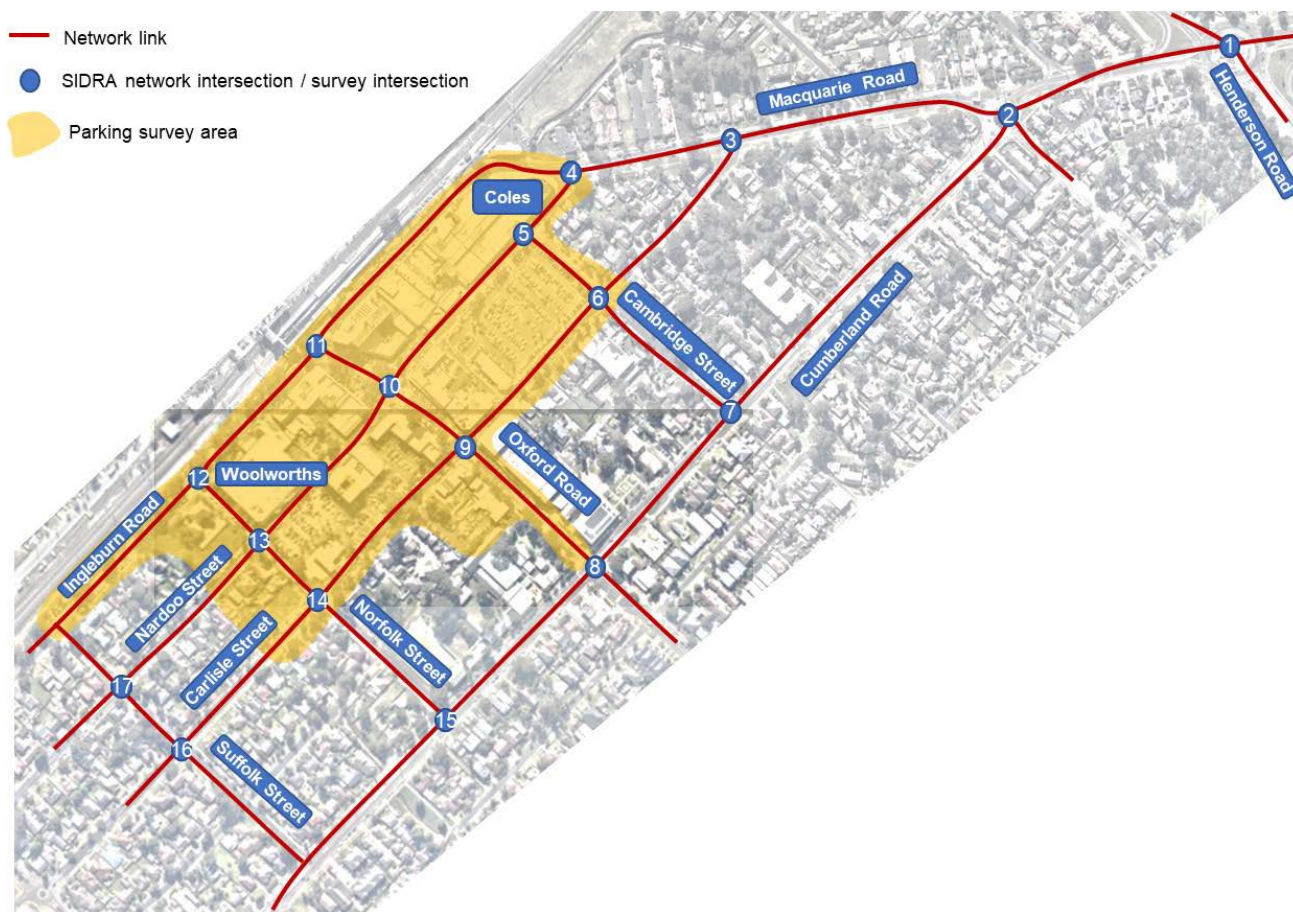 Network link
SIDRA network intersection / survey intersection
Parking survey area
1
Macquarie Road
Henderson Road
2
3
4
Coles
5
6
Cambridge Street
Cumberland Road
11
10
7
9
Oxford Road
12
Woolworths
Ingleburn Road
13
8
Nardoo Street
14
Norfolk Street
Carlisle Street
17
15
16
Suffolk Street